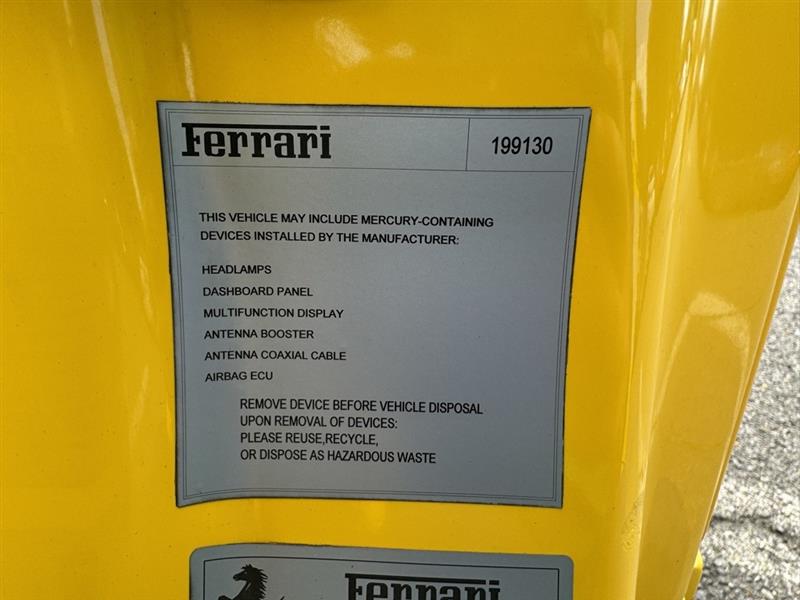 Ferrari
199130
THIS VEHICLE MAY INCLUDE MERCURY-CONTAINING
DEVICES INSTALLED BY THE MANUFACTURER:
HEADLAMPS
DASHBOARD PANEL
MULTIFUNCTION DISPLAY
ANTENNA BOOSTER
ANTENNA COAXIAL CABLE
AIRBAG ECU
REMOVE DEVICE BEFORE VEHICLE DISPOSAL
UPON REMOVAL OF DEVICES:
PLEASE REUSE,RECYCLE,
OR DISPOSE AS HAZARDOUS WASTE
Ferrari